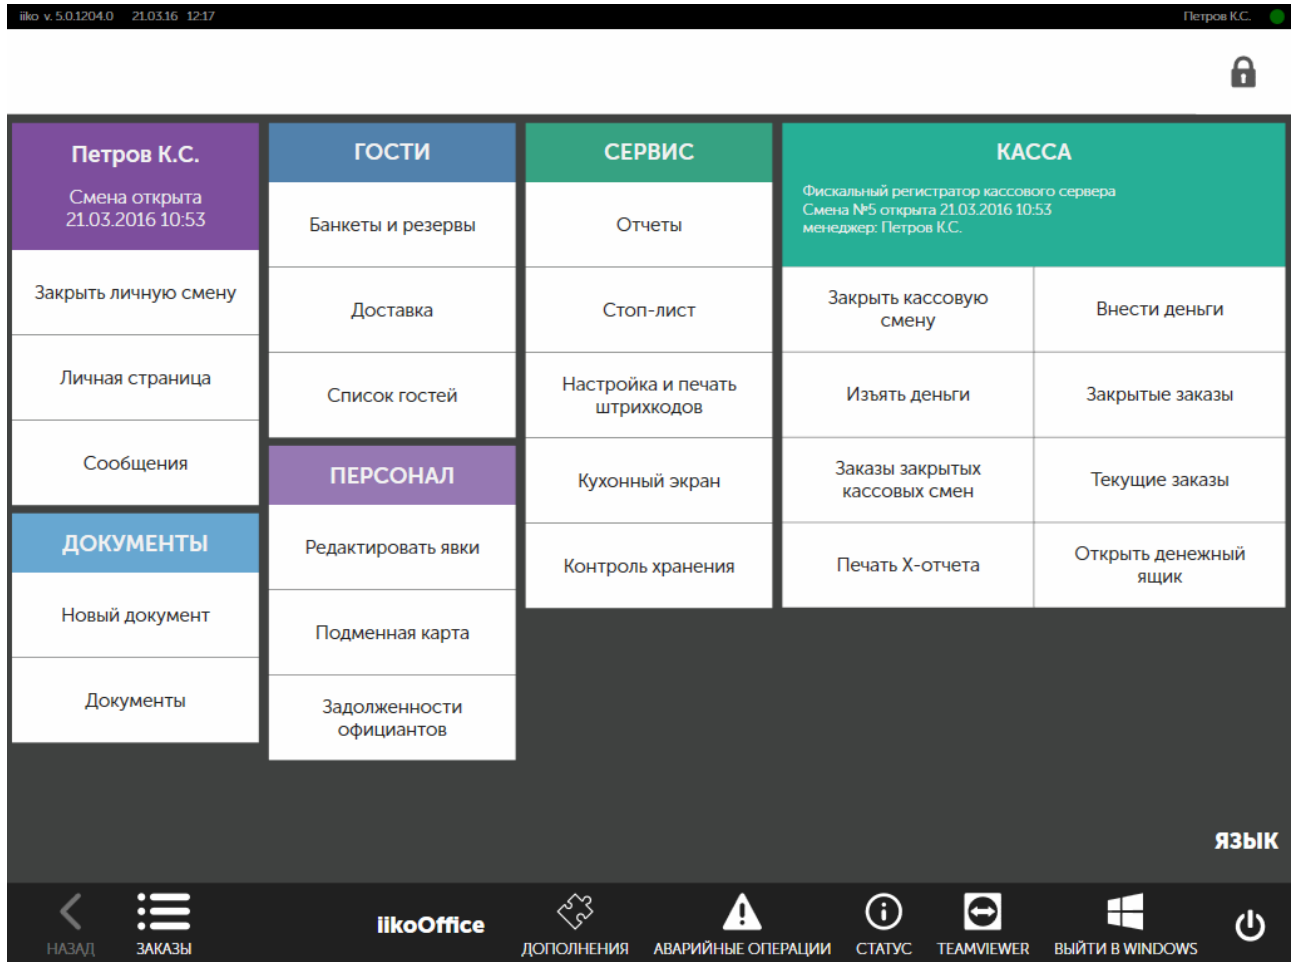 iiko v. 5.0.1204.0 21.03.16 12:17
Петров К.С.
Петров К.С.
Смена открыта
21.03.2016 10:53
Закрыть личную смену
Личная страница
Сообщения
ДОКУМЕНТЫ
Новый документ
Документы
ГОСТИ
Банкеты и резервы
Доставка
Список гостей
ПЕРСОНАЛ
Редактировать явки
Подменная карта
Задолженности
официантов
СЕРВИС
Отчеты
Стоп-лист
Настройка и печать
штрихкодов
Кухонный экран
Контроль хранения
КАССА
Фискальный регистратор кассового сервера
Смена №5 открыта 21.03.2016 10:53
менеджер: Петров К.С.
Закрыть кассовую
смену
Внести деньги
Изъять деньги
Закрытые заказы
Заказы закрытых
кассовых смен
Текущие заказы
Печать X-отчета
Открыть денежный
ящик
ЯЗЫК
НАЗАД
ЗАКАЗЫ
iikoOffice
ДОПОЛНЕНИЯ
АВАРИЙНЫЕ ОПЕРАЦИИ
СТАТУС
TEAMVIEWER
ВЫЙТИ В WINDOWS